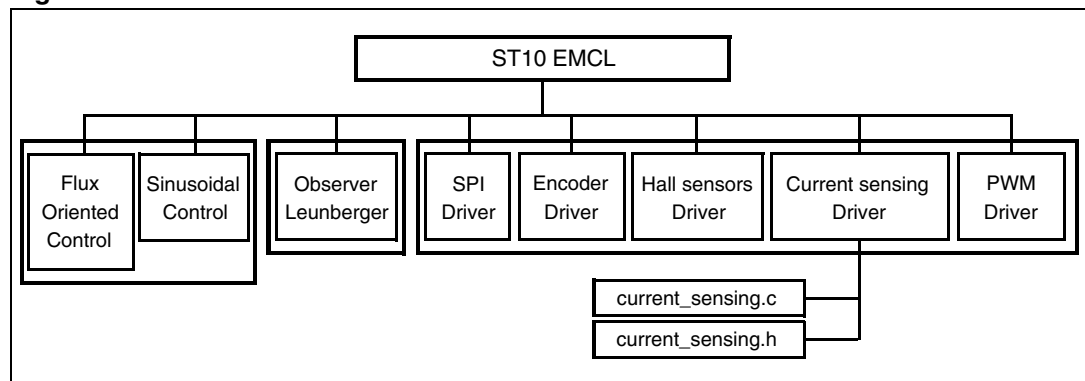 ST10 EMCL
Flux
Oriented
Control
Sinusoidal
Control
Observer
Leunberger
SPI
Driver
Encoder
Driver
Hall sensors
Driver
Current sensing
Driver
PWM
Driver
current_sensing.c
current_sensing.h